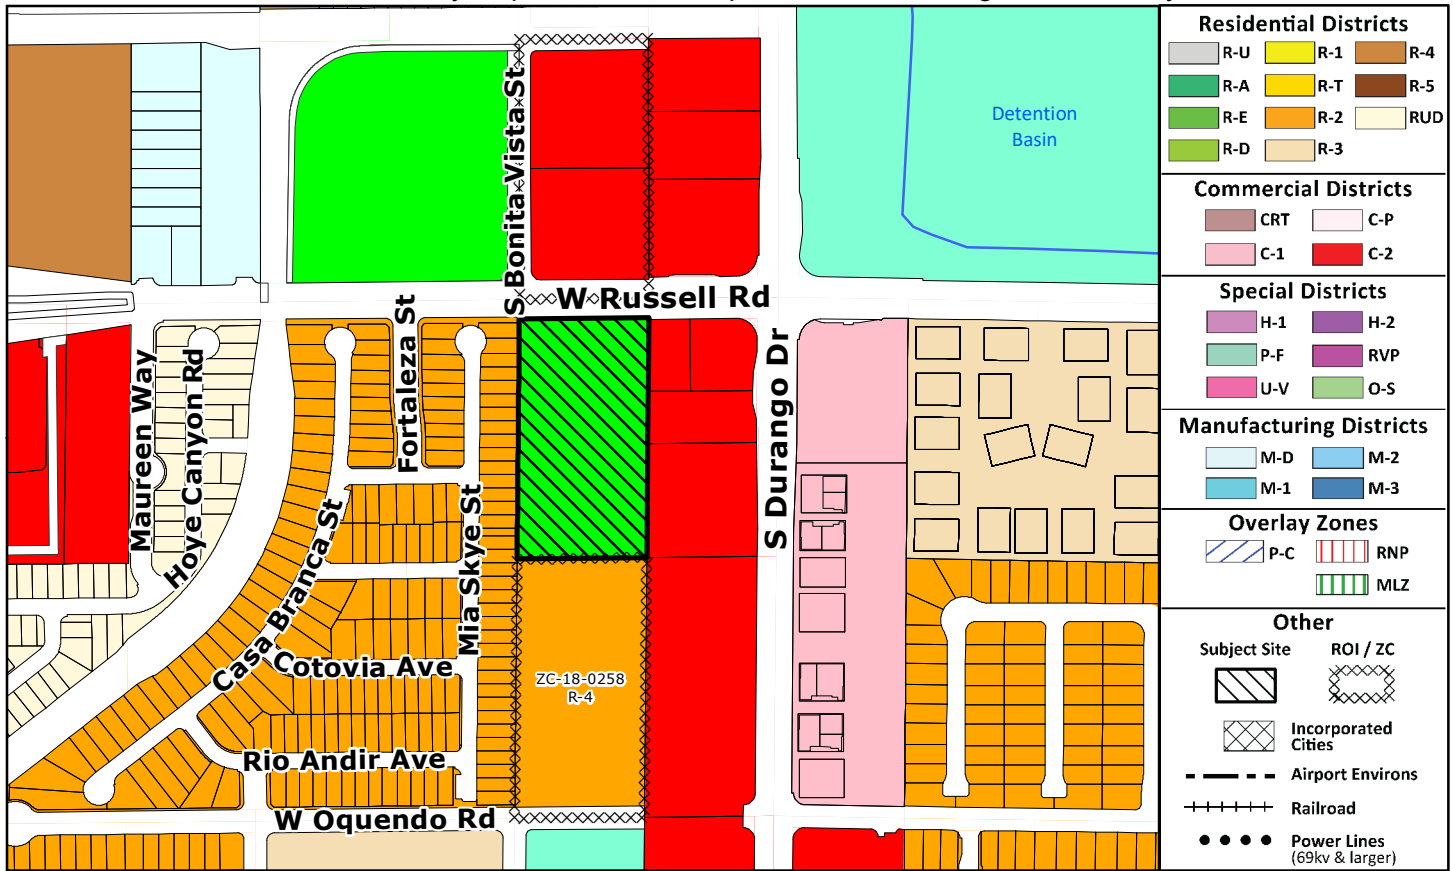 Detention
Basin
S Bonita Vista St
W Russell Rd
Fortaleza St
Maureen Way
Hoye Canyon Rd
S Durango Dr
Mia Skye St
Casa Branca St
Cotovia Ave
ZC-18-0258
R-4
Rio Andir Ave
W Oquendo Rd
Residential Districts
R-U R-1 R-4
R-A R-T R-5
R-E R-2 RUD
R-D R-3
Commercial Districts
CRT C-P
C-1 C-2
Special Districts
H-1 H-2
P-F RVP
U-V O-S
Manufacturing Districts
M-D M-2
M-1 M-3
Overlay Zones
P-C RNP
MLZ
Other
Subject Site ROI / ZC
Incorporated
Cities
Airport Environs
Railroad
Power Lines
(69kv & larger)